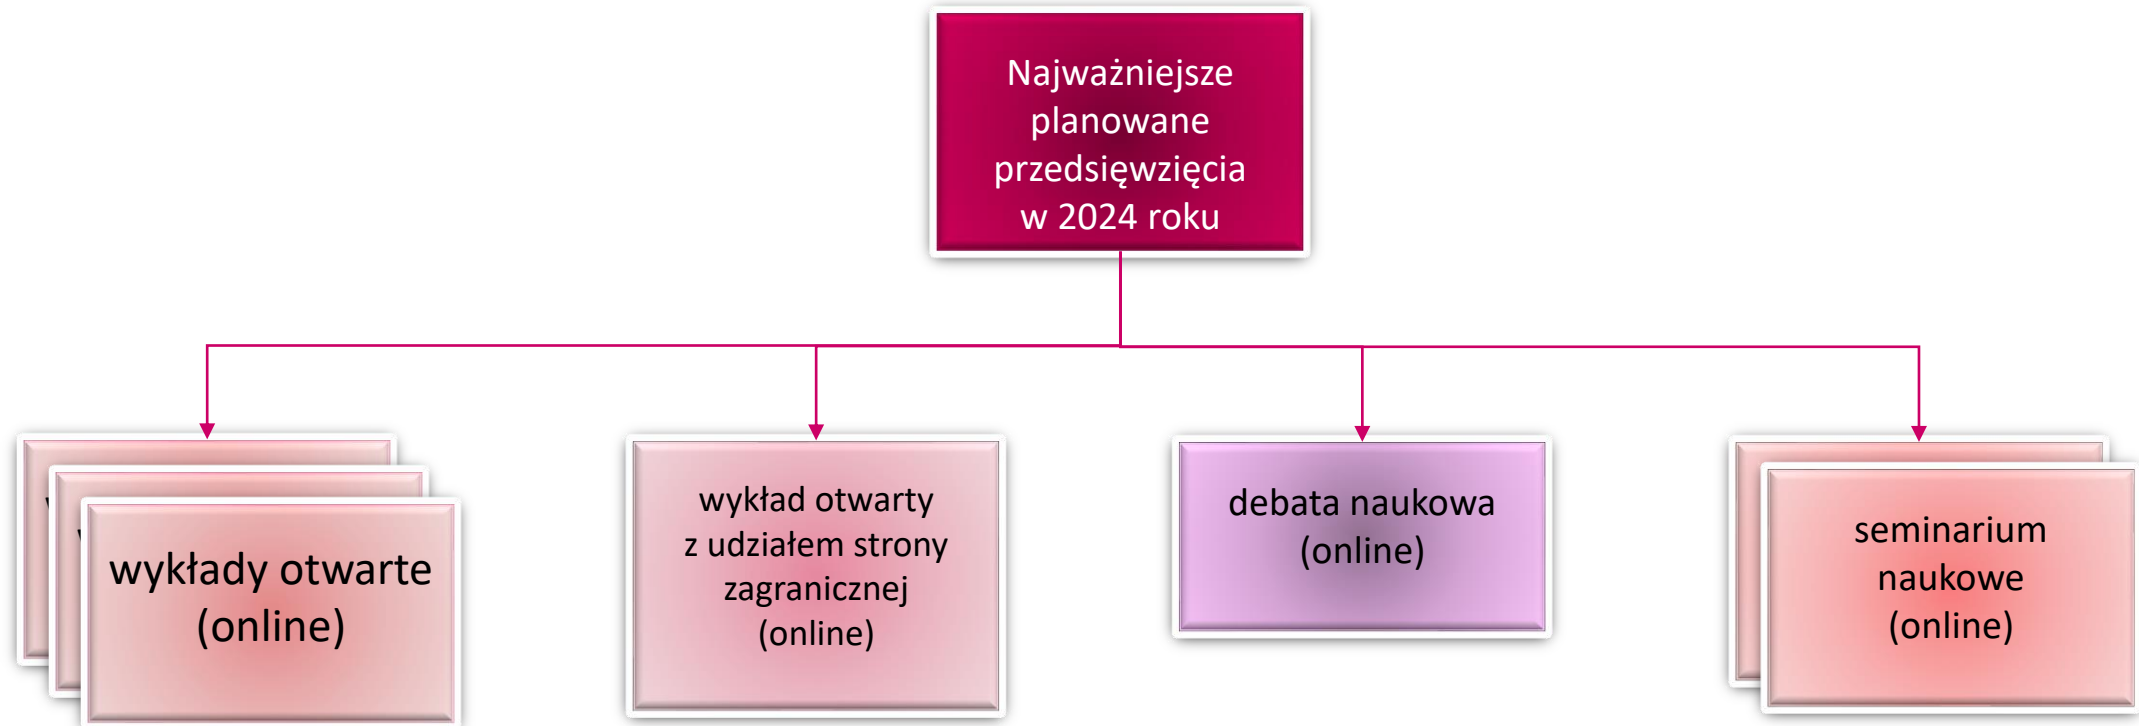 Najważniejsze
planowane
przedsięwzięcia
w 2024 roku
wykłady otwarte
(online)
wykład otwarty
z udziałem strony
zagranicznej
(online)
debata naukowa
(online)
seminarium
naukowe
(online)